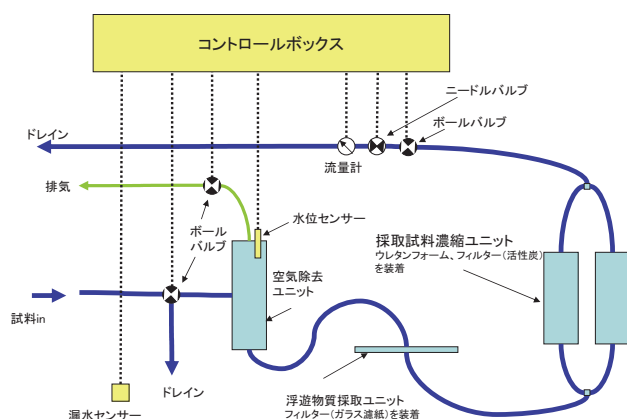 コントロールボックス
ニードルバルブ
ボールバルブ
ドレイン
流量計
排気
水位センサー
ボール
バルブ
採取試料濃縮ユニット
ウレタンフォーム、フィルター(活性炭)
を装着
空気除去
ユニット
試料in
ドレイン
浮遊物質採取ユニット
フィルター(ガラス濾紙)を装着
漏水センサー